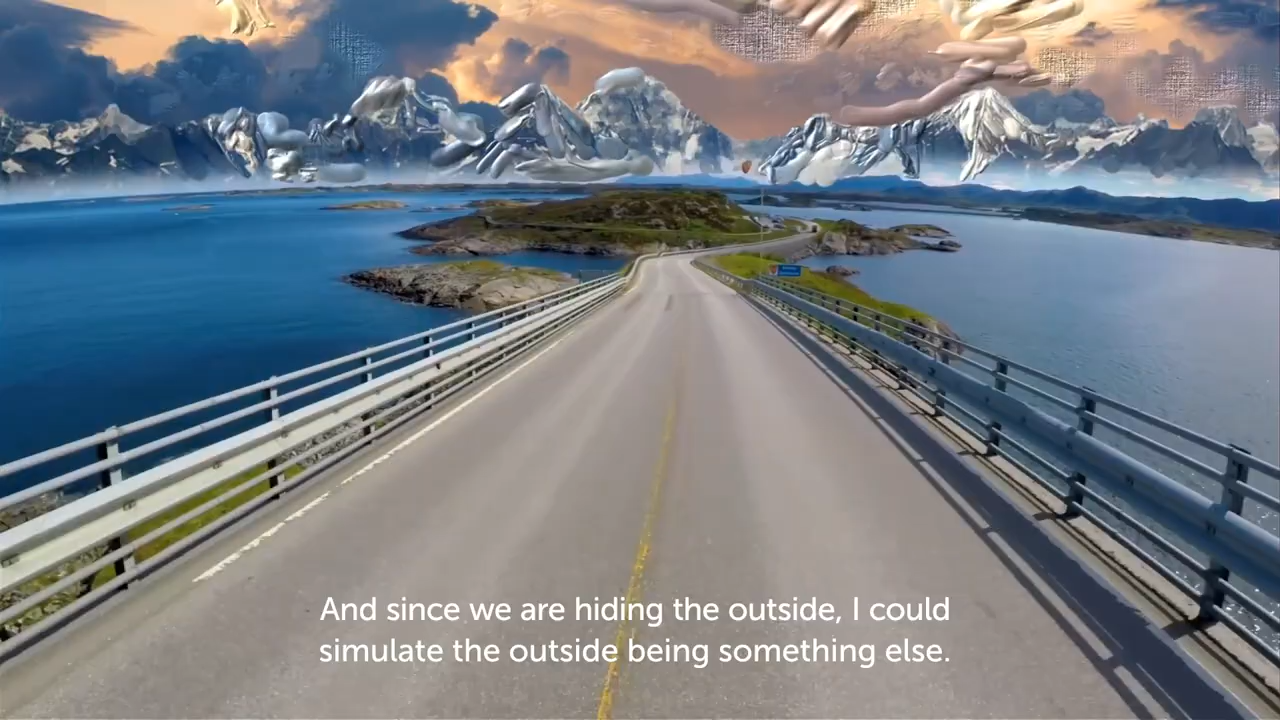 And since we are hiding the outside, I could
simulate the outside being something else.